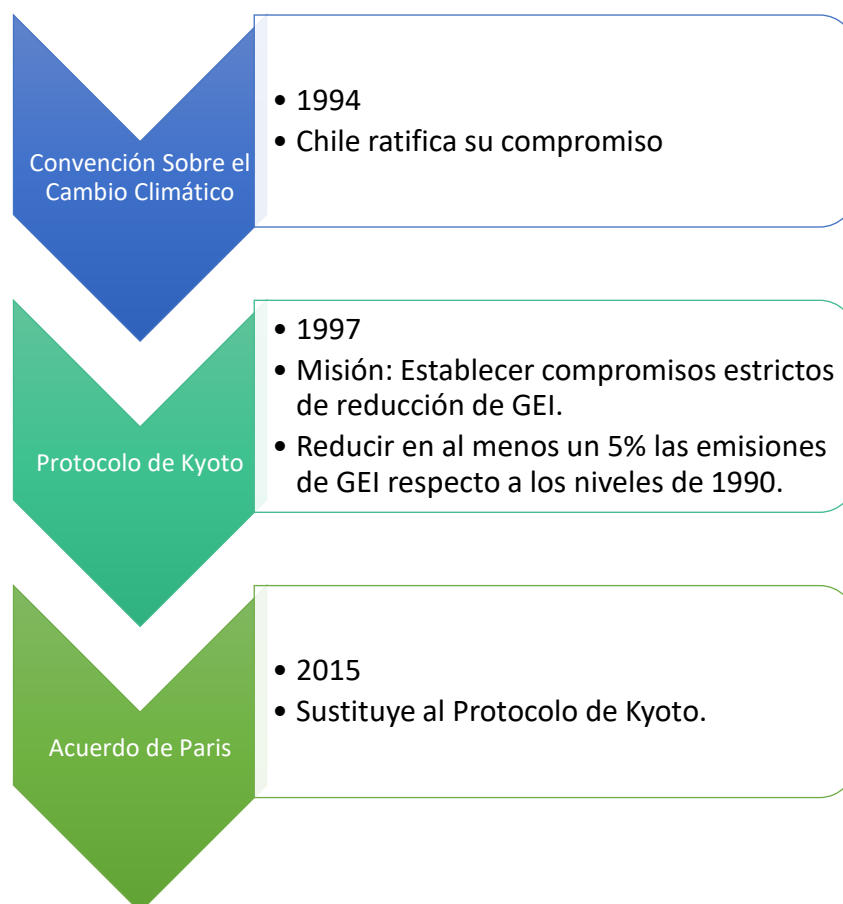 Convención Sobre el
Cambio Climático
• 1994
• Chile ratifica su compromiso
Protocolo de Kyoto
• 1997
• Misión: Establecer compromisos estrictos
de reducción de GEI.
• Reducir en al menos un 5% las emisiones
de GEI respecto a los niveles de 1990.
Acuerdo de Paris
• 2015
• Sustituye al Protocolo de Kyoto.